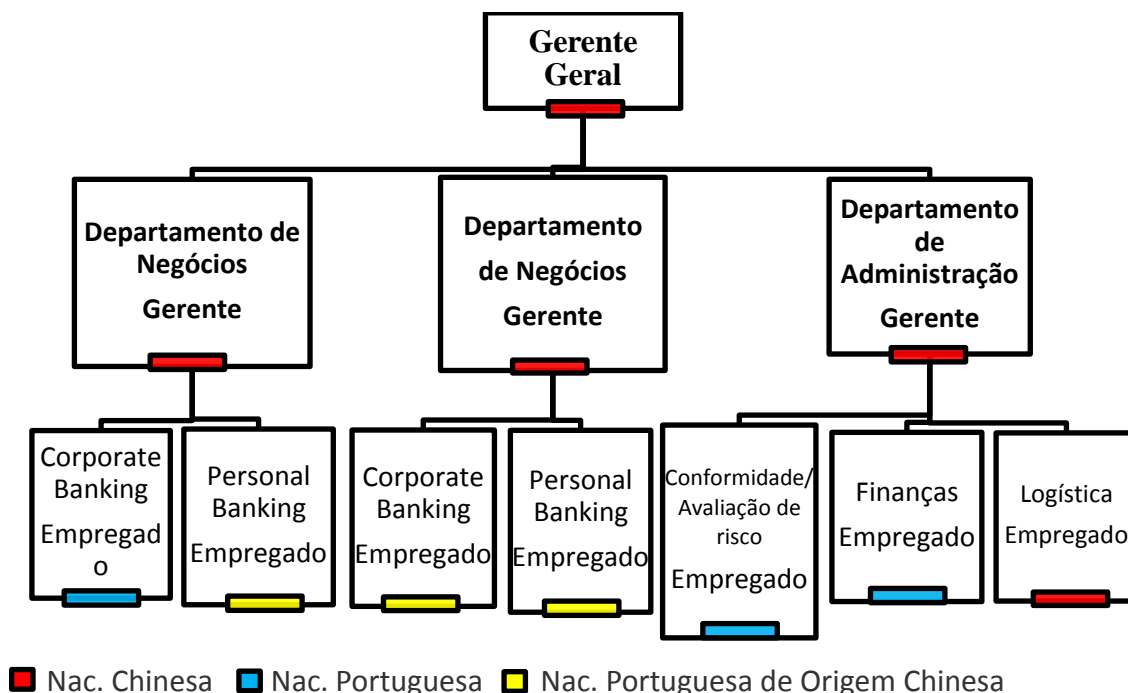 Gerente
Geral
Departamento de
Negócios
Gerente
Departamento
de Negócios
Gerente
Departamento
de
Administração
Gerente
Corporate
Banking
Empregad
o
Personal
Banking
Empregado
Corporate
Banking
Empregado
Personal
Banking
Empregado
Conformidade/
Avaliação de
risco
Empregado
Finanças
Empregado
Logística
Empregado
Nac. Chinesa Nac. Portuguesa Nac. Portuguesa de Origem Chinesa